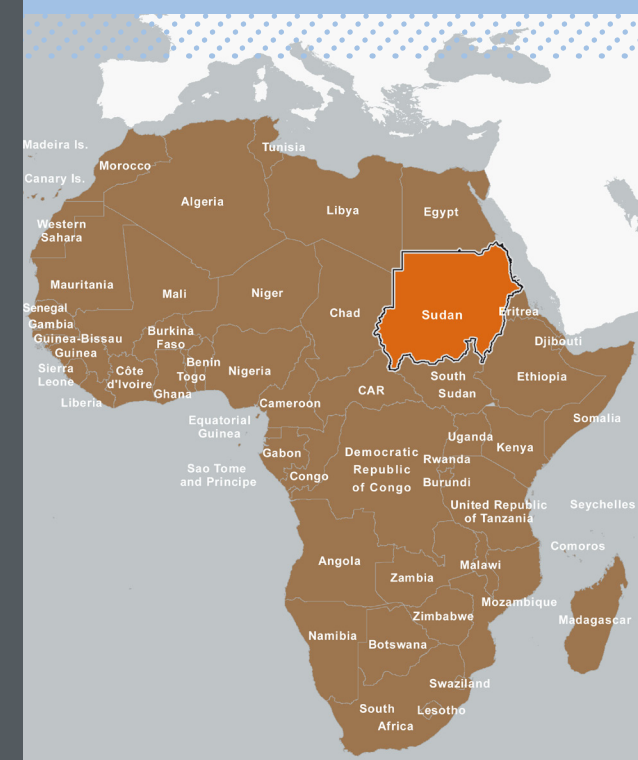 Madeira Is.
Tunisia
Morocco
Canary Is.
Algeria
Libya
Egypt
Western
Sahara
Mauritania
Mali
Niger
Chad
Sudan
Eritrea
Senegal
Gambia
Guinea-Bissau
Guinea
Burkina
Faso
Djibouti
Sierra
Leone
Côte
d'Ivoire
Benin
Togo
Ghana
Nigeria
CAR
South
Sudan
Ethiopia
Liberia
Cameroon
Somalia
Equatorial
Guinea
Uganda
Kenya
Gabon
Congo
Democratic
Republic
of Congo
Rwanda
Burundi
Sao Tome
and Principe
United Republic
of Tanzania
Seychelles
Comoros
Angola
Malawi
Zambia
Mozambique
Zimbabwe
Madagascar
Namibia
Botswana
Swaziland
South
Africa
Lesotho